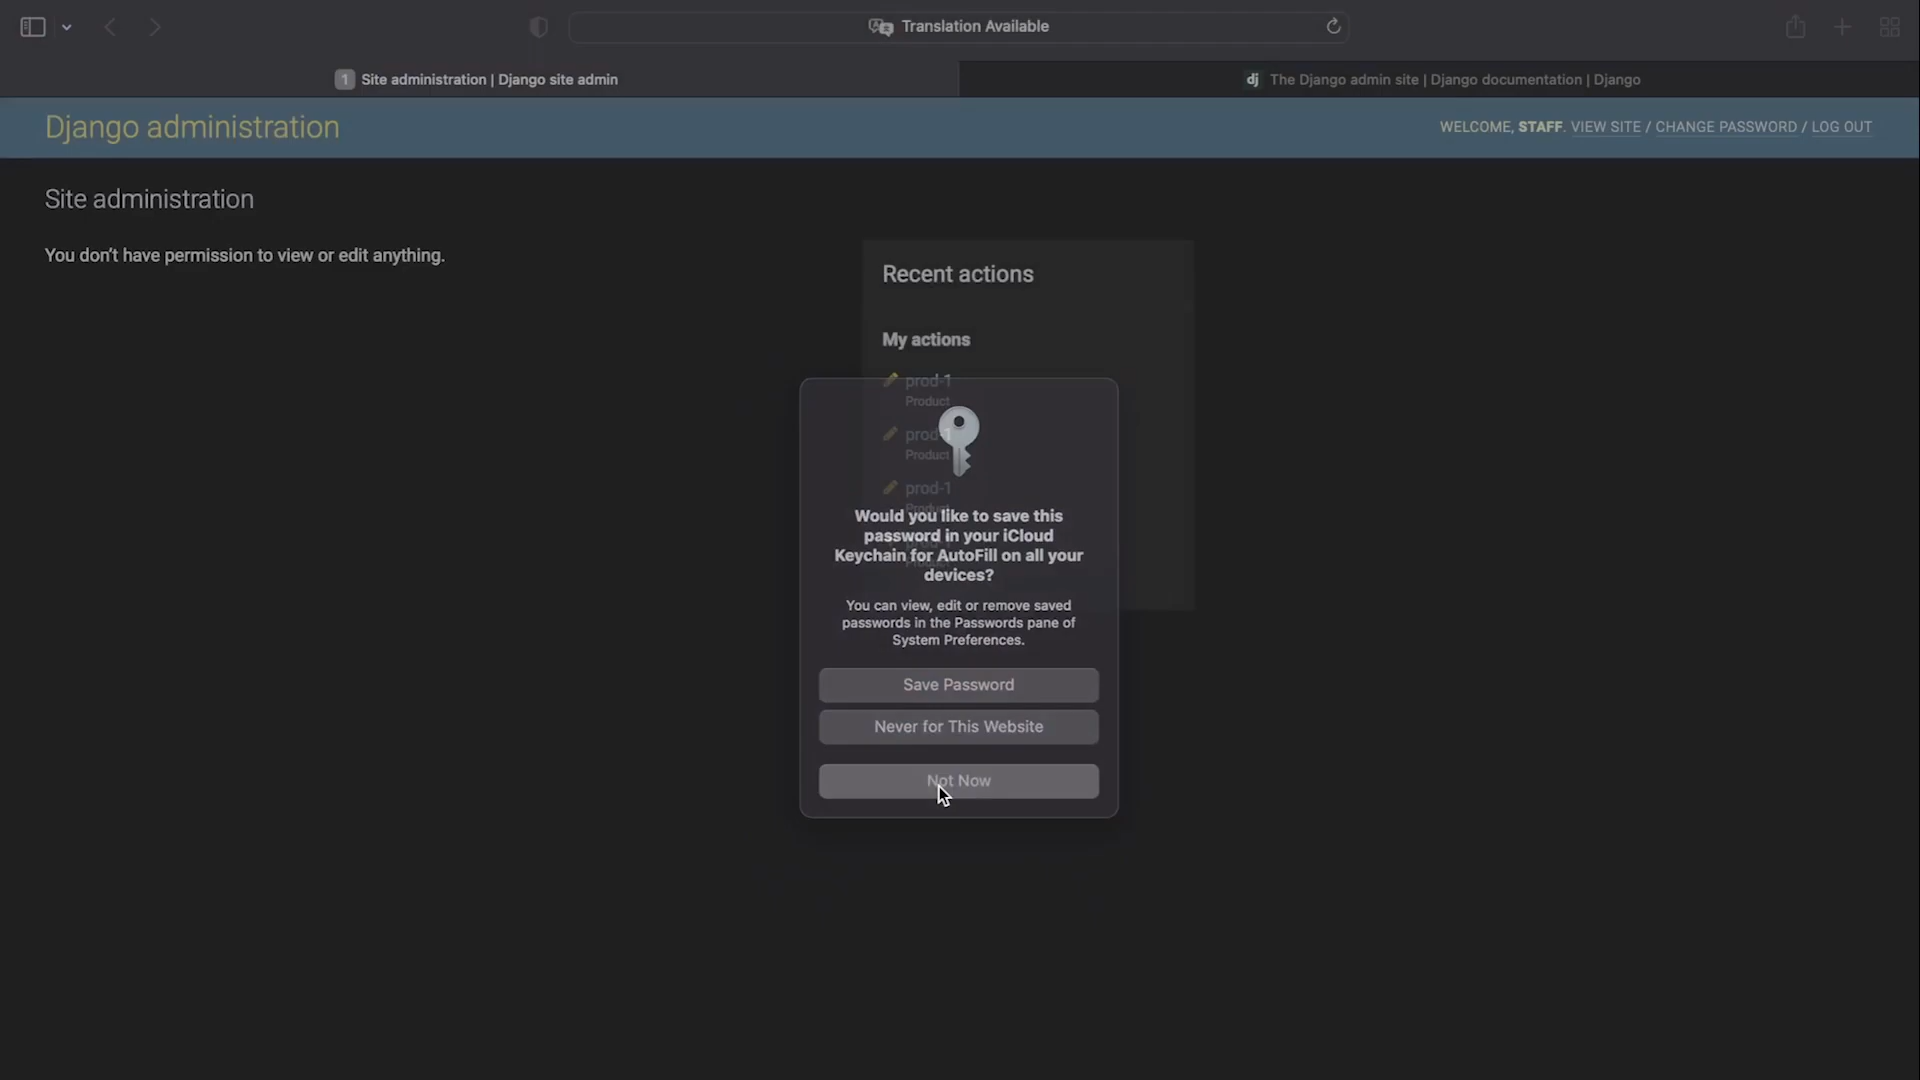 Translation Available
1 Site administration | Django site admin
dj The Django admin site | Django documentation | Django
Django administration
WELCOME, STAFF. VIEW SITE / CHANGE PASSWORD / LOG OUT
Site administration
You don't have permission to view or edit anything.
Recent actions
My actions
prod-1
Product
prod-1
Product
prod-1
Product
Would you like to save this
password in your iCloud
Keychain for AutoFill on all your
devices?
You can view, edit or remove saved
passwords in the Passwords pane of
System Preferences.
Save Password
Never for This Website
Not Now